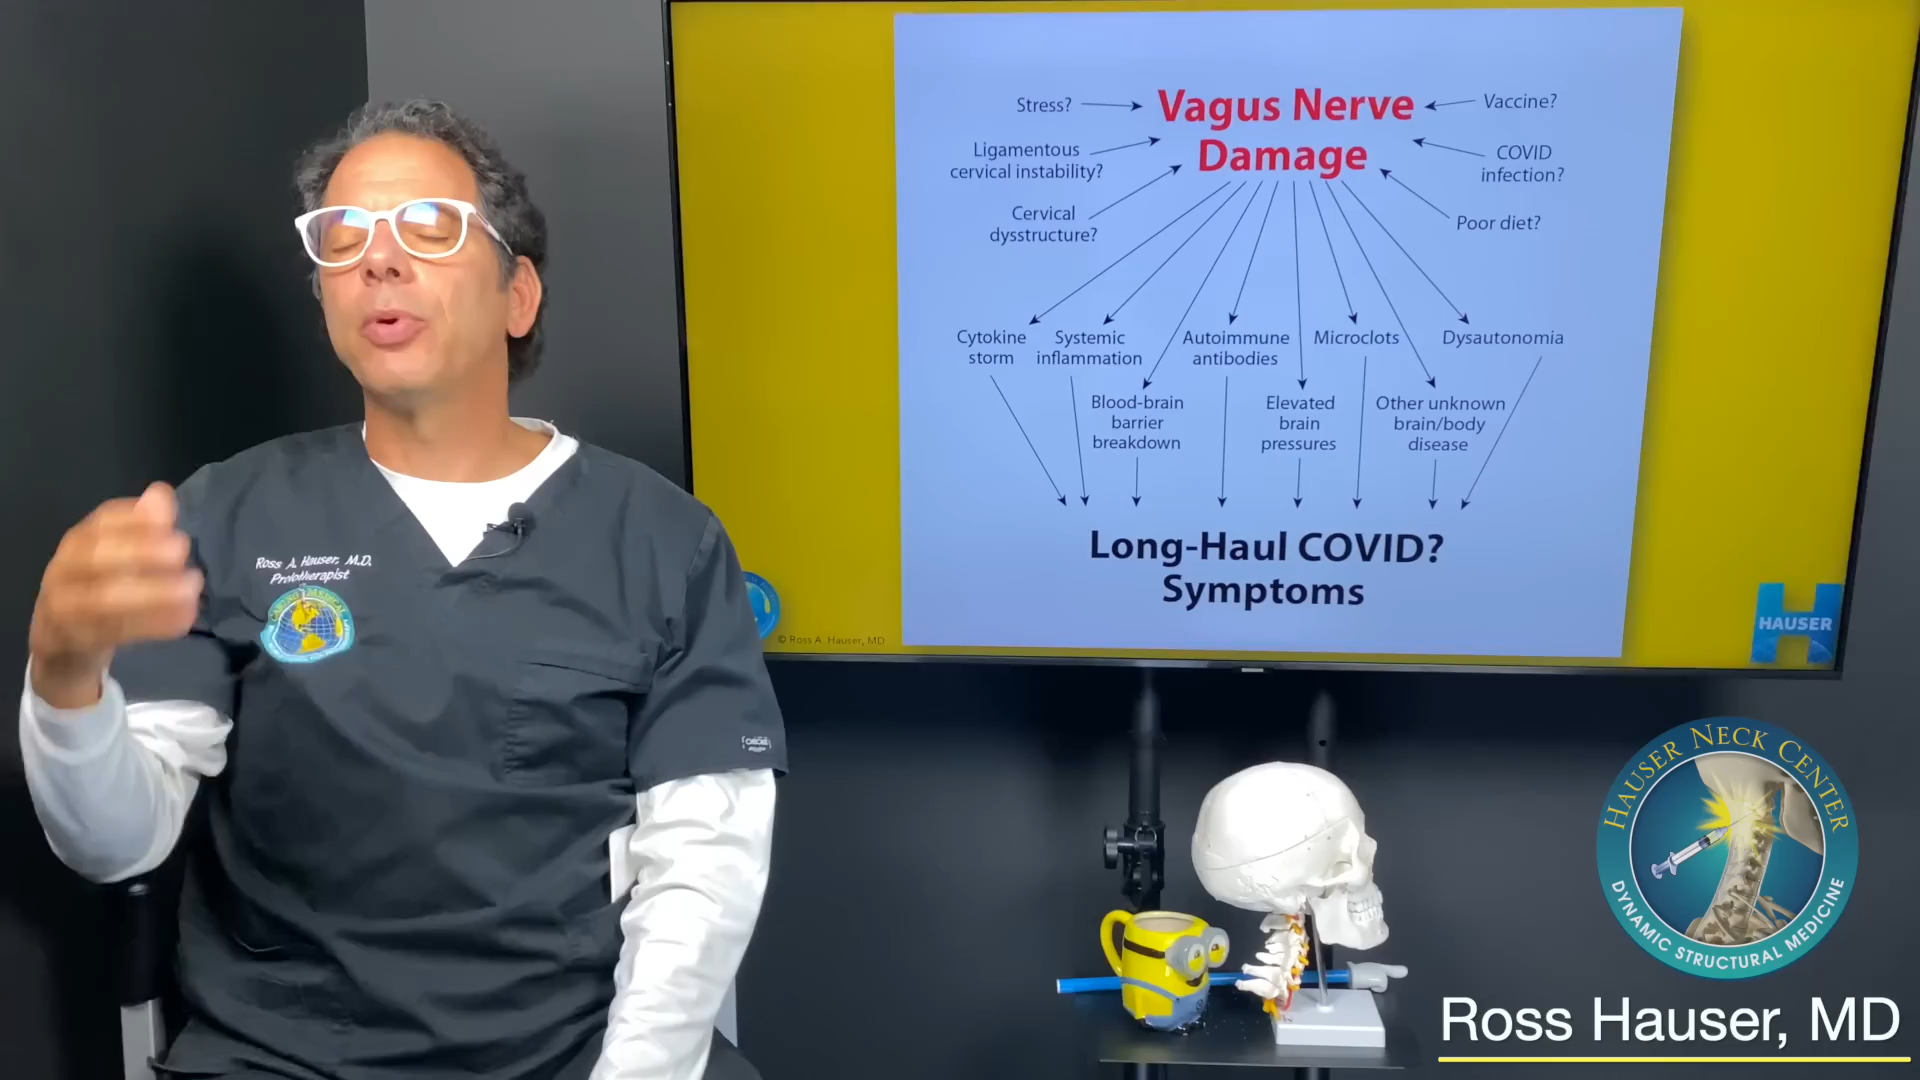 Stress?
Vagus Nerve
Damage
Vaccine?
Ligamentous
cervical instability?
COVID
infection?
Cervical
dysstructure?
Poor diet?
Cytokine
storm
Systemic
inflammation
Autoimmune
antibodies
Microclots
Dysautonomia
Blood-brain
barrier
breakdown
Elevated
brain
pressures
Other unknown
brain/body
disease
Long-Haul COVID?
Symptoms
© Ross A. Hauser, MD
HAUSER
Ross A. Hauser, M.D.
Prolotherapist
CARING MEDICAL
HAUSER NECK CENTER
DYNAMIC STRUCTURAL MEDICINE
Ross Hauser, MD